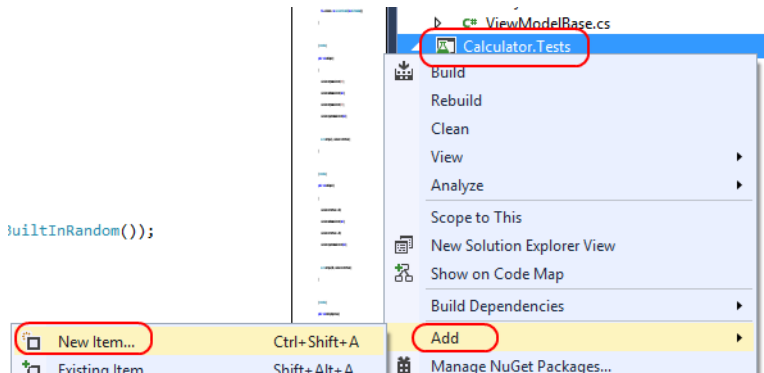 C# ViewModelBase.cs
Calculator.Tests
Build
Rebuild
Clean
View
Analyze
Scope to This
New Solution Explorer View
Show on Code Map
Build Dependencies
Add
Manage NuGet Packages...
BuiltInRandom());
New Item... Ctrl+Shift+A
Existing Item Shift+Alt+A